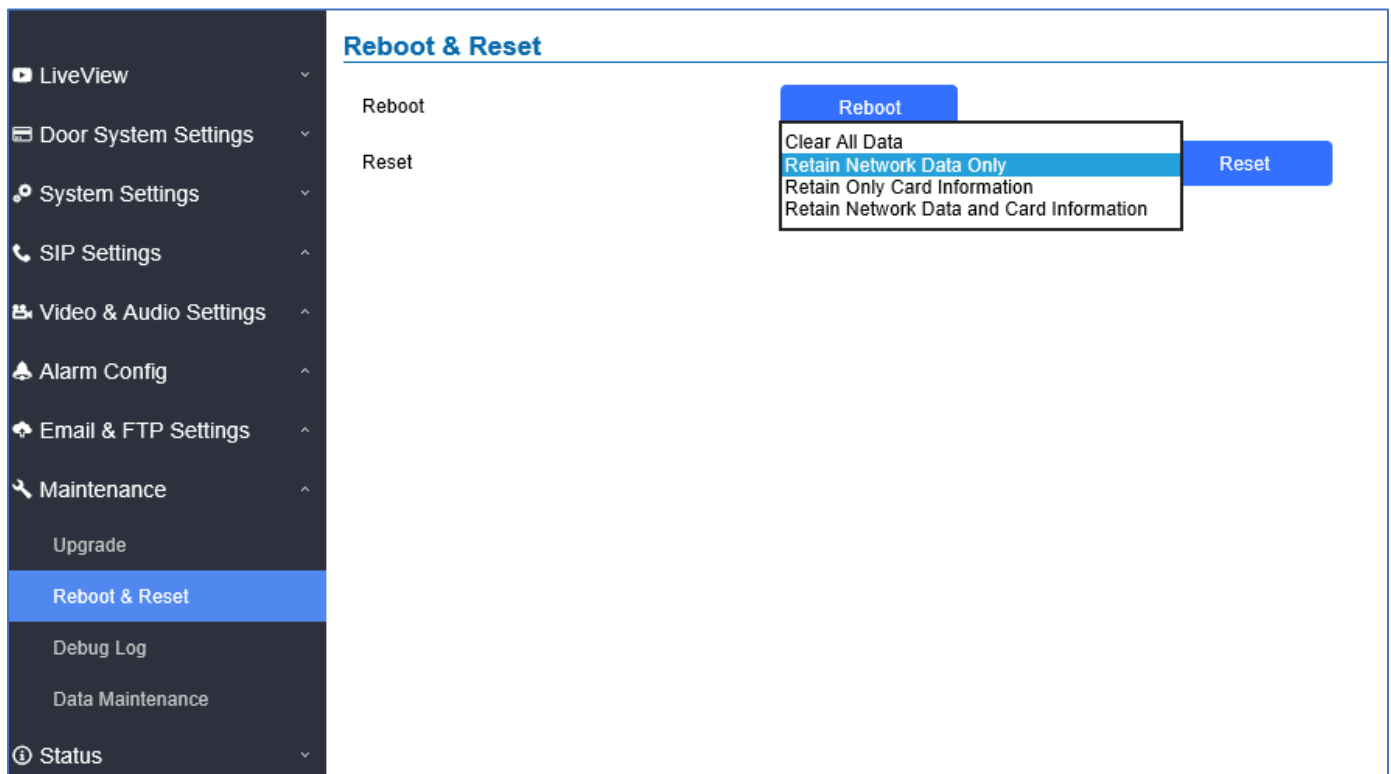 LiveView
Door System Settings
System Settings
SIP Settings
Video & Audio Settings
Alarm Config
Email & FTP Settings
Maintenance
Upgrade
Reboot & Reset
Debug Log
Data Maintenance
Status
Reboot & Reset
Reboot
Reboot
Reset
Clear All Data
Retain Network Data Only
Retain Only Card Information
Retain Network Data and Card Information
Reset